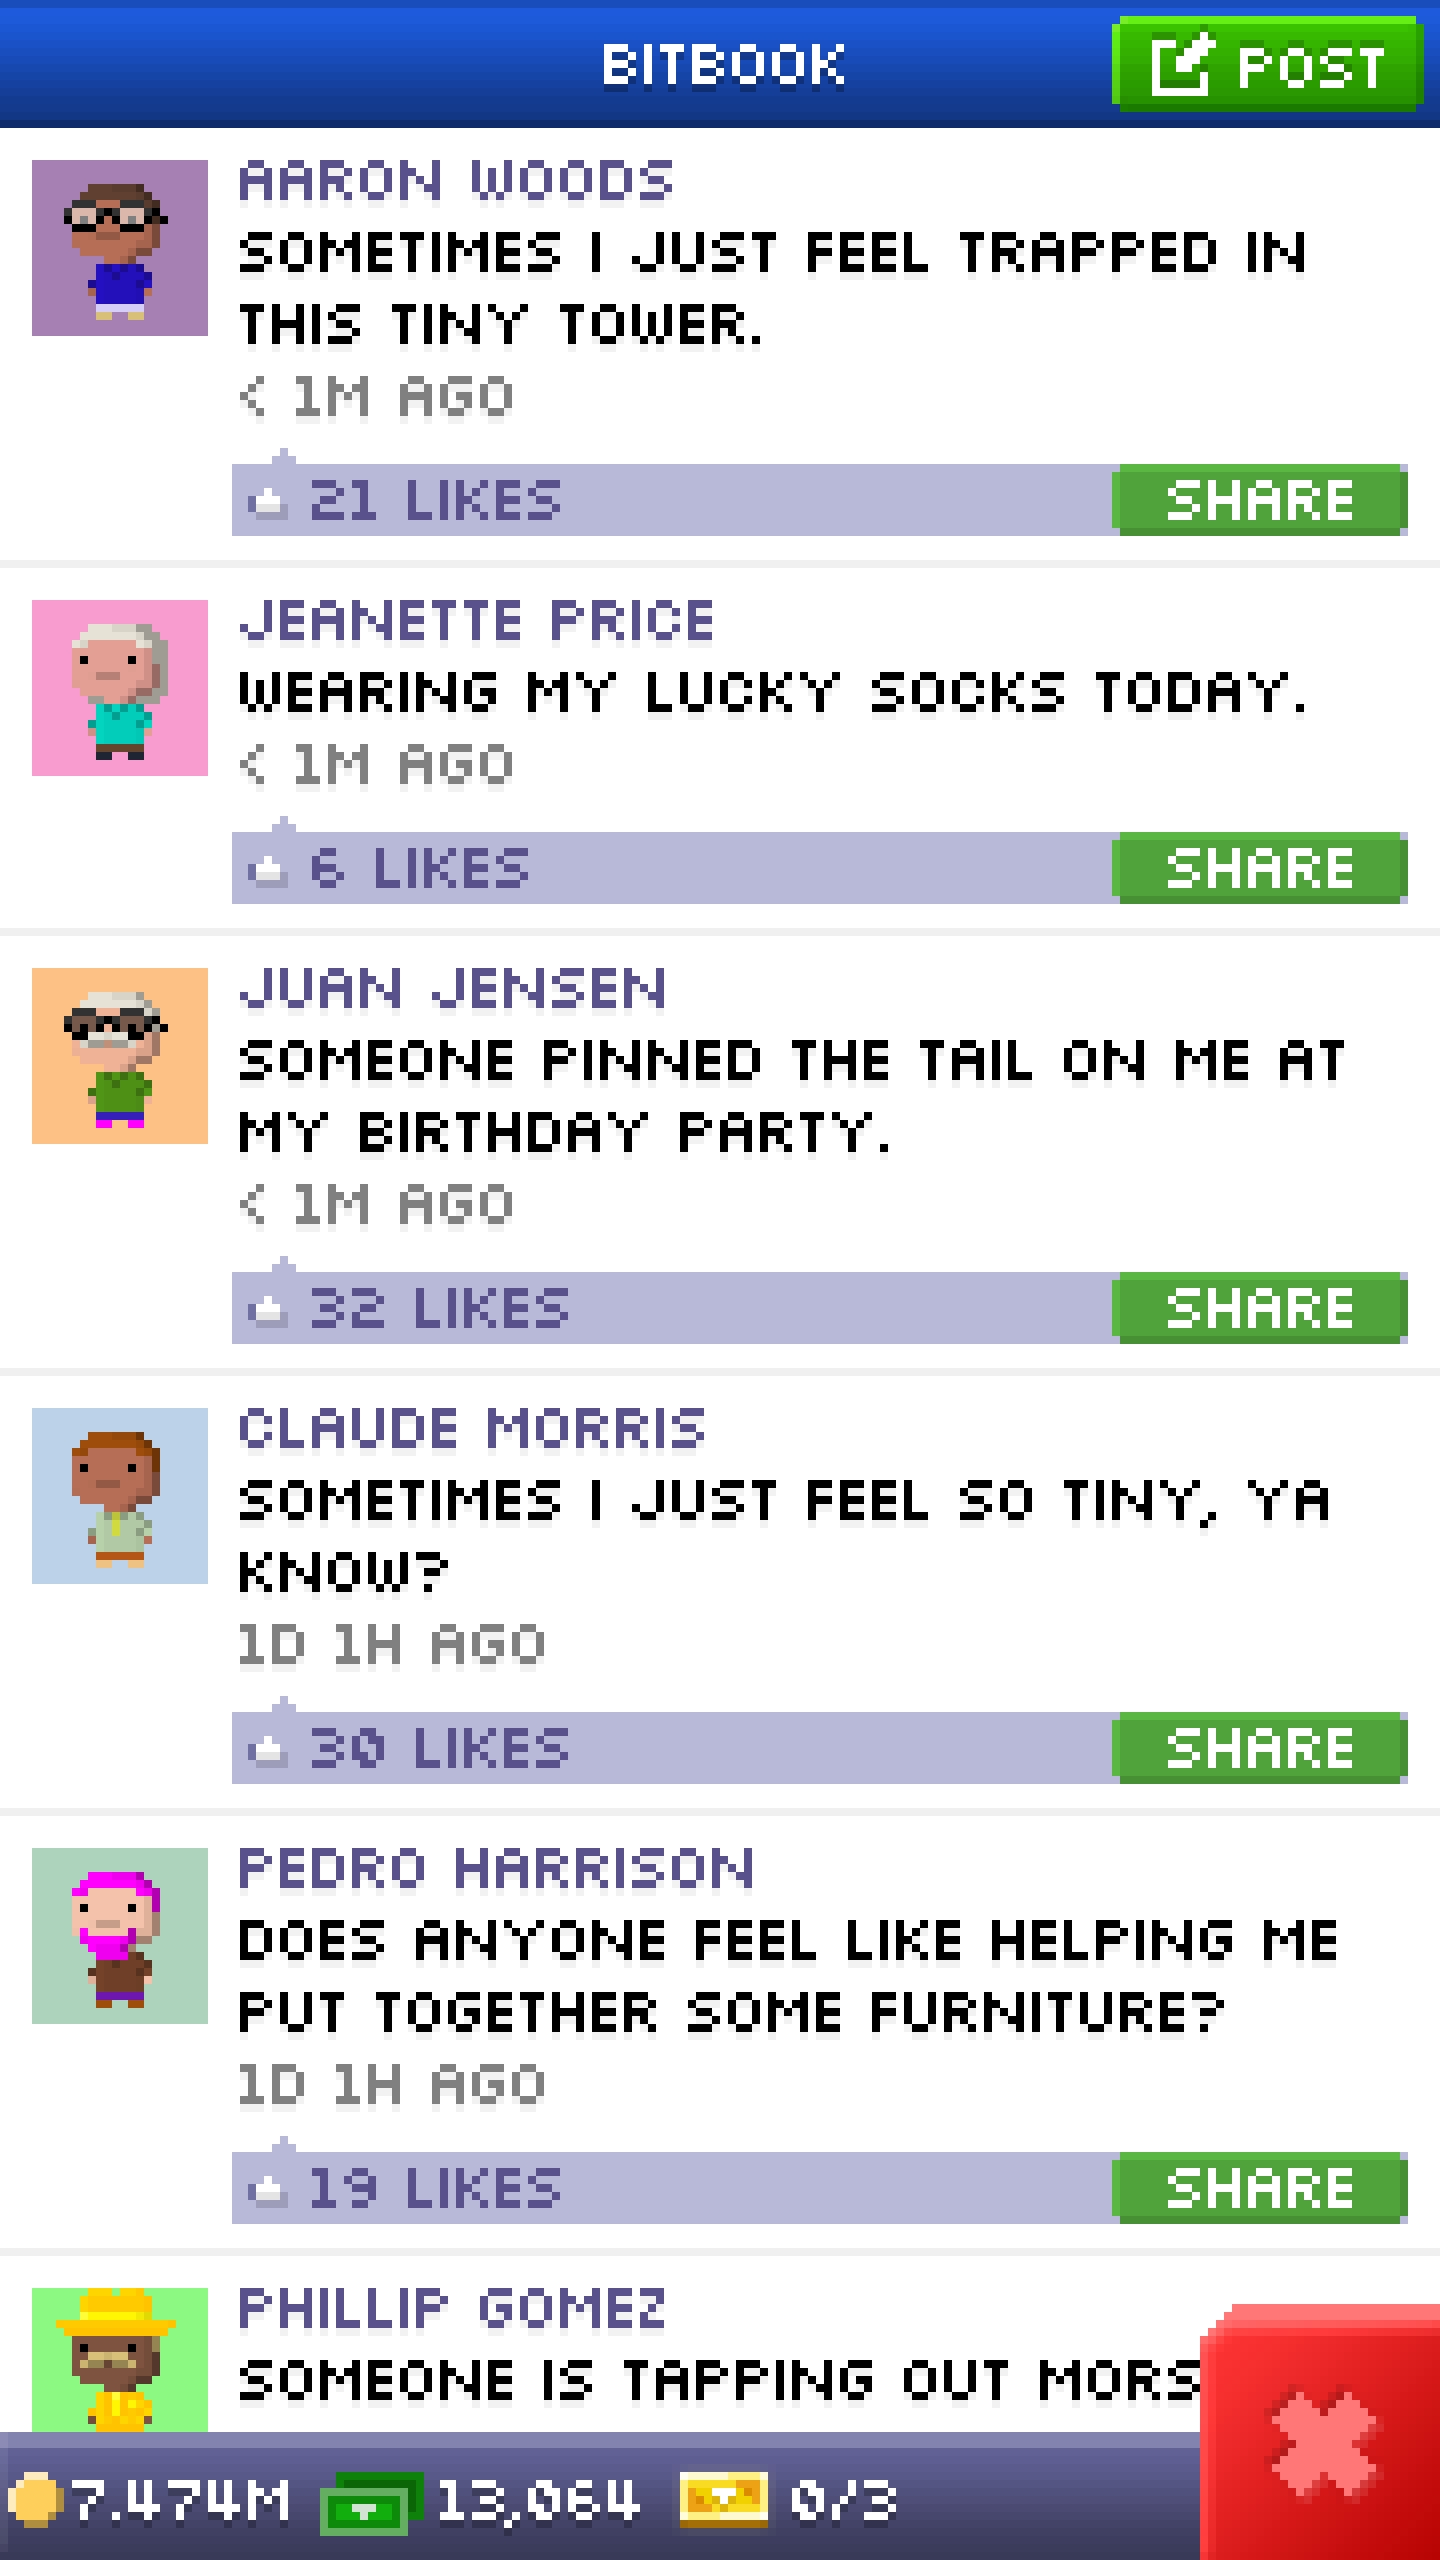 BITBOOK
POST
AARON WOODS
SOMETIMES I JUST FEEL TRAPPED IN
THIS TINY TOWER.
< 1M AGO
21 LIKES
SHARE
JEANETTE PRICE
WEARING MY LUCKY SOCKS TODAY.
< 1M AGO
6 LIKES
SHARE
JUAN JENSEN
SOMEONE PINNED THE TAIL ON ME AT
MY BIRTHDAY PARTY.
< 1M AGO
32 LIKES
SHARE
CLAUDE MORRIS
SOMETIMES I JUST FEEL SO TINY, YA
KNOW?
1D 1H AGO
30 LIKES
SHARE
PEDRO HARRISON
DOES ANYONE FEEL LIKE HELPING ME
PUT TOGETHER SOME FURNITURE?
1D 1H AGO
19 LIKES
SHARE
PHILLIP GOMEZ
SOMEONE IS TAPPING OUT MORS
7.474M
13,064
0/3